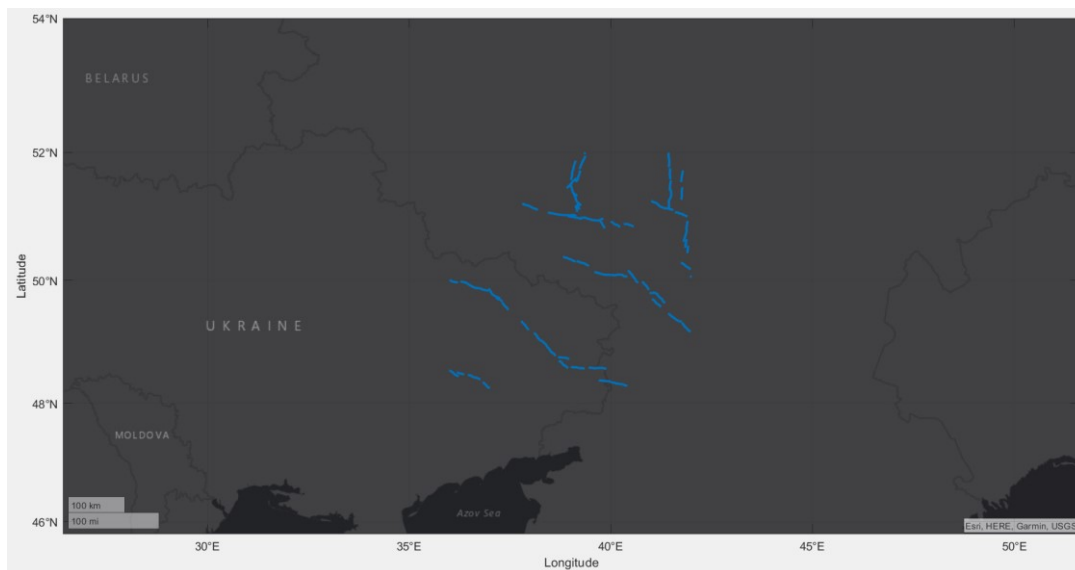 54°N
BELARUS
52°N
50°N
UKRAINE
48°N
MOLDOVA
46°N
100 km
100 mi
Azov Sea
Esri, HERE, Garmin, USGS
30°E
35°E
40°E
45°E
50°E
Longitude
Latitude